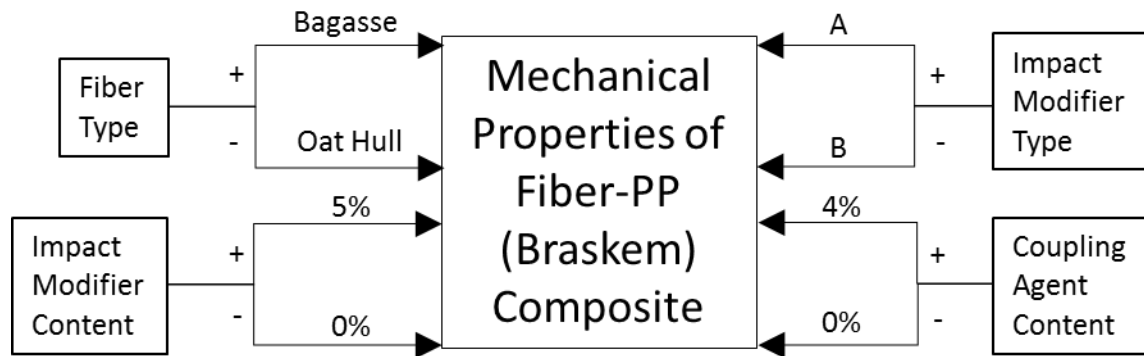 Fiber
Type
+
-
Bagasse
Oat Hull
Impact
Modifier
Content
+
-
5%
0%
Mechanical
Properties of
Fiber-PP
(Braskem)
Composite
A
B
+
-
Impact
Modifier
Type
4%
0%
+
-
Coupling
Agent
Content